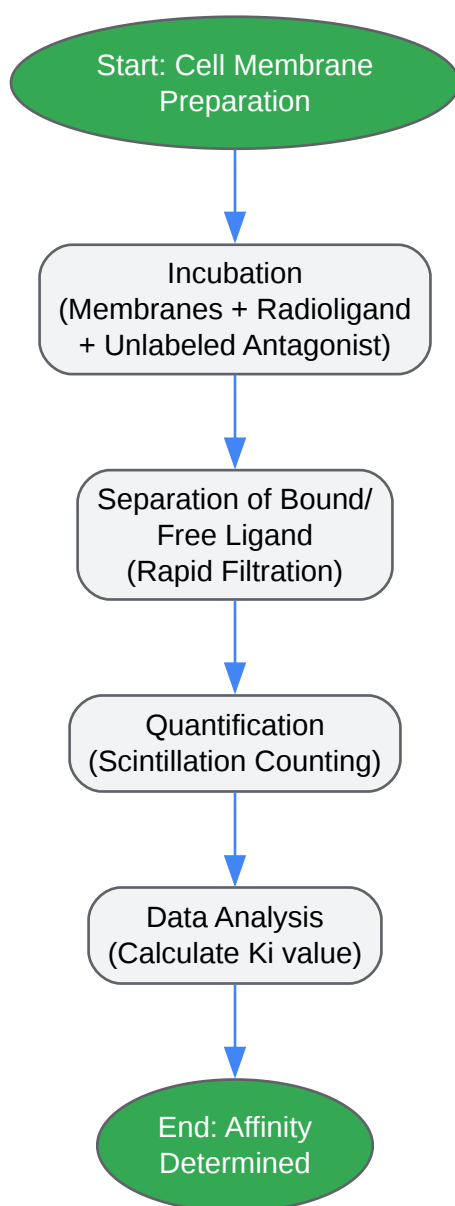 Start: Cell Membrane
Preparation
Incubation
(Membranes + Radioligand
+ Unlabeled Antagonist)
Separation of Bound/
Free Ligand
(Rapid Filtration)
Quantification
(Scintillation Counting)
Data Analysis
(Calculate Ki value)
End: Affinity
Determined